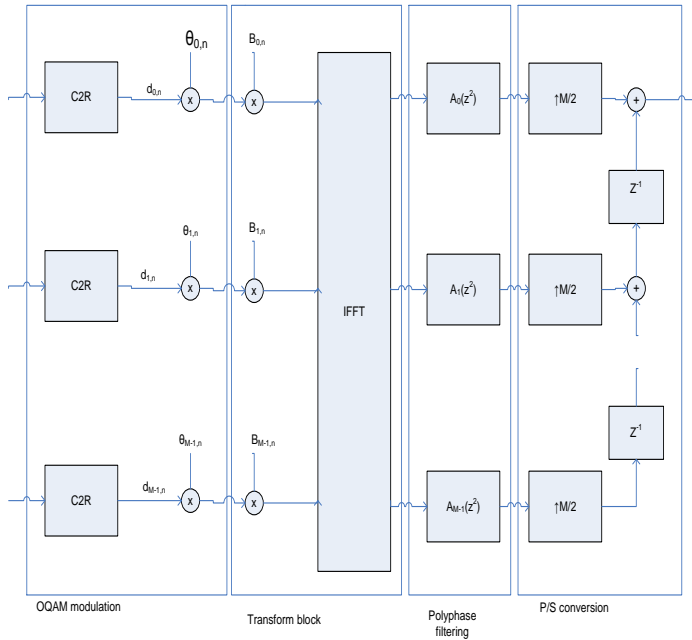 θ0,n
B0,n
C2R
d0,n
x
x
A0(z2)
↑M/2
+
Z-1
θ1,n
B1,n
C2R
d1,n
x
x
IFFT
A1(z2)
↑M/2
+
Z-1
θM-1,n
BM-1,n
C2R
dM-1,n
x
x
AM-1(z2)
↑M/2
OQAM modulation
Transform block
Polyphase
filtering
P/S conversion